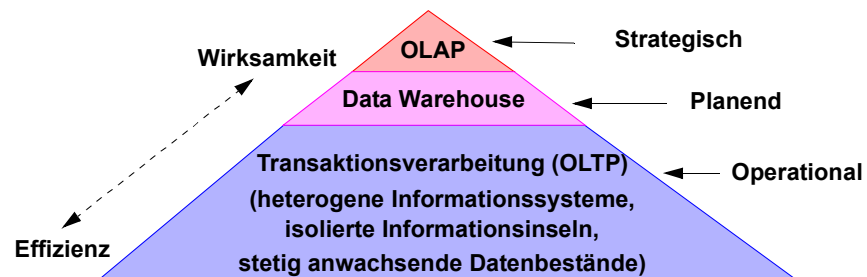 OLAP
Strategisch
Wirksamkeit
Data Warehouse
Planend
Transaktionsverarbeitung (OLTP)
Operational
(heterogene Informationssysteme,
isolierte Informationsinseln,
Effizienz
stetig anwachsende Datenbestände)